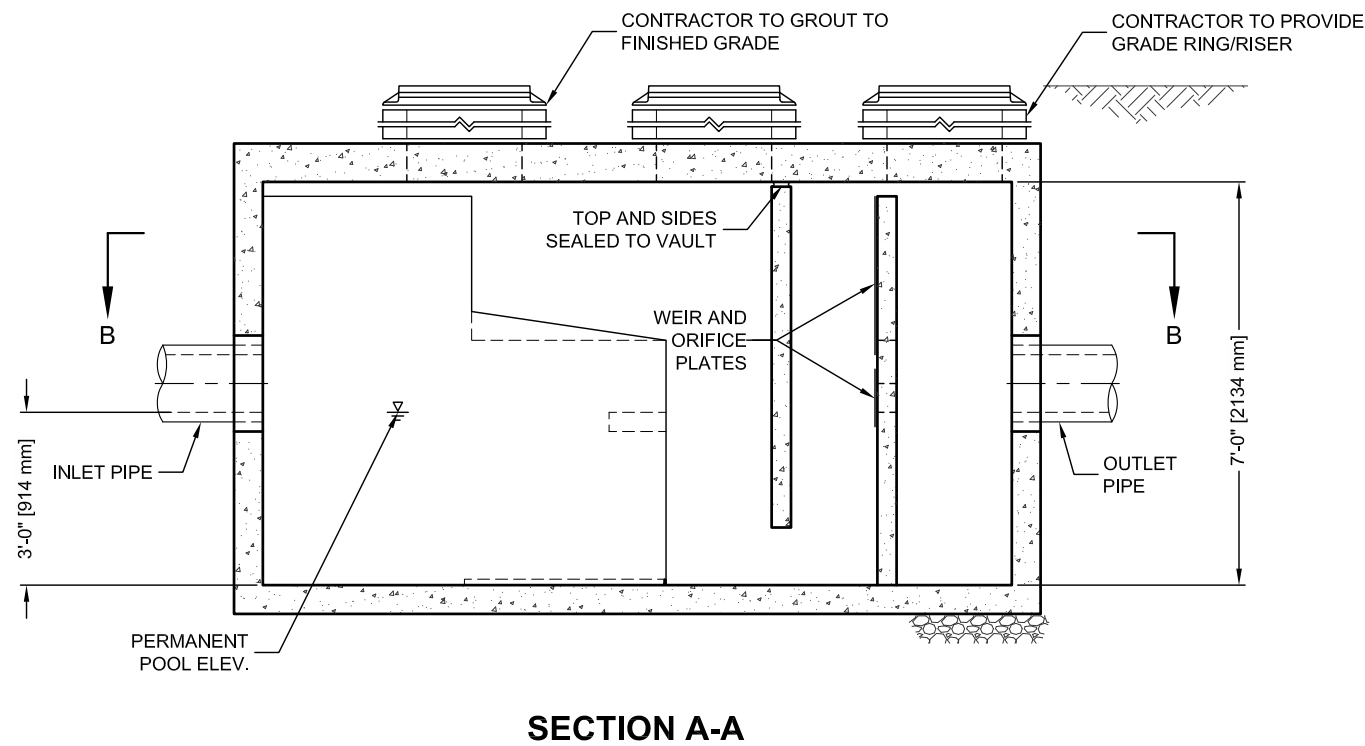 CONTRACTOR TO GROUT TO
FINISHED GRADE
CONTRACTOR TO PROVIDE
GRADE RING/RISER
TOP AND SIDES
SEALED TO VAULT
B
B
WEIR AND
ORIFICE
PLATES
INLET PIPE
OUTLET
PIPE
3'-0" [914 mm]
7'-0" [2134 mm]
PERMANENT
POOL ELEV.
SECTION A-A